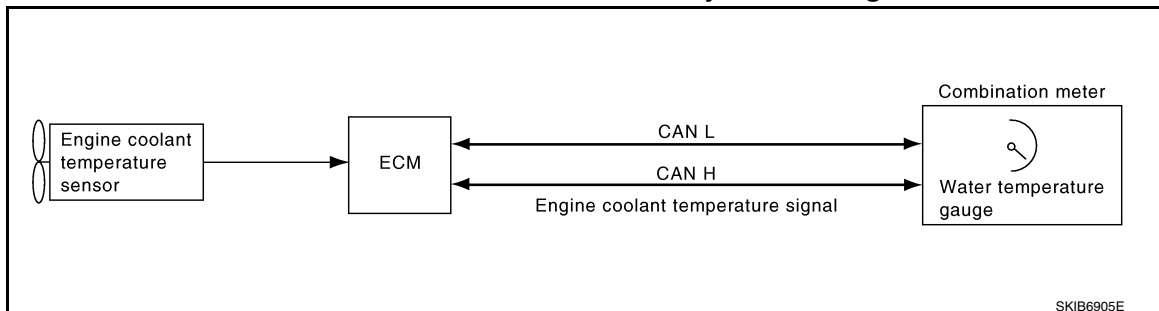 Engine coolant
temperature
sensor
ECM
CAN L
CAN H
Engine coolant temperature signal
Combination meter
Water temperature
gauge
SKIB6905E